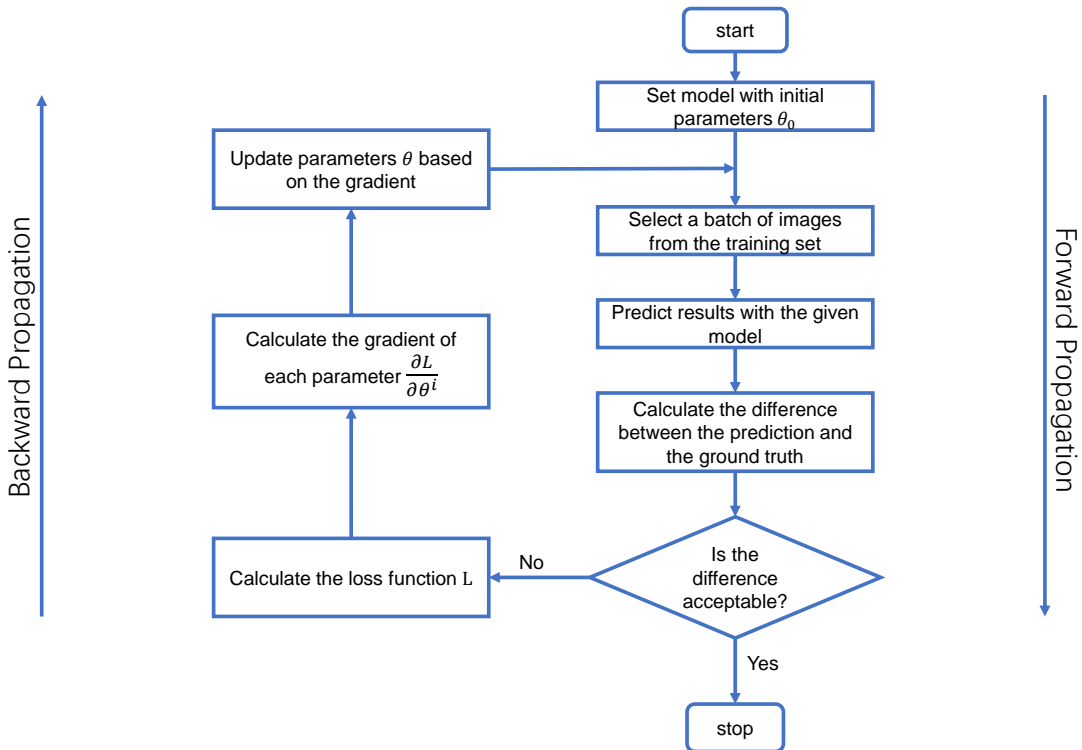 start
Set model with initial
parameters θ₀
Select a batch of images
from the training set
Predict results with the given
model
Calculate the difference
between the prediction and
the ground truth
Is the
difference
acceptable?
Yes
stop
No
Calculate the loss function L
Calculate the gradient of
each parameter ∂L/∂θⁱ
Update parameters θ based
on the gradient
Backward Propagation
Forward Propagation